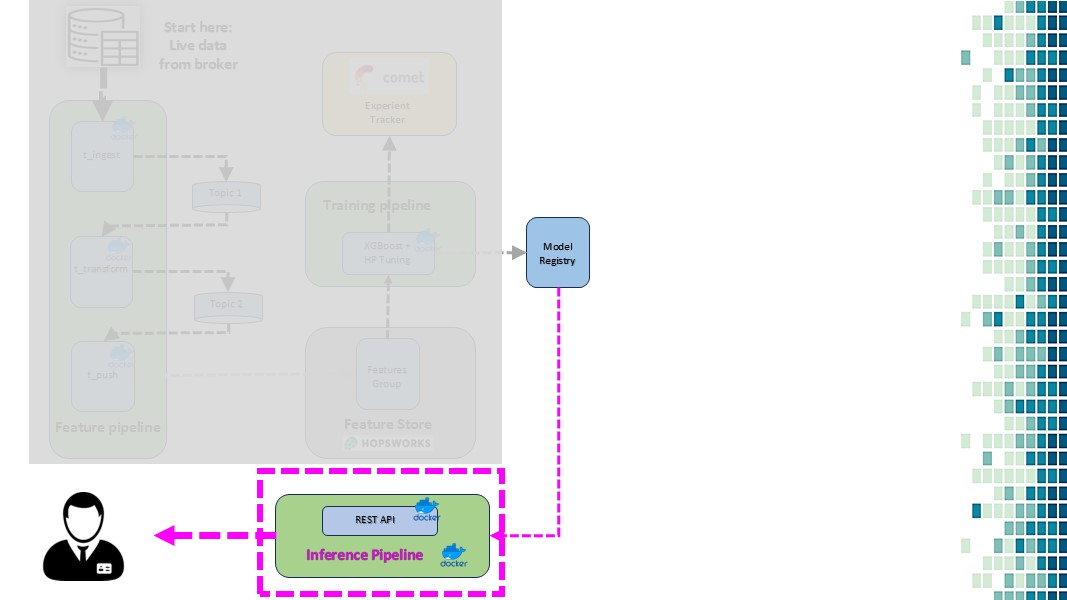 Start here:
Live data
from broker
comet
Experient
Tracker
docker
t_ingest
Topic 1
Training pipeline
docker
t_transform
XGBoost +
HP Tuning
docker
Model
Registry
Topic 2
docker
t_push
Features
Group
Feature pipeline
Feature Store
HOPSWORKS
REST API
docker
Inference Pipeline
docker